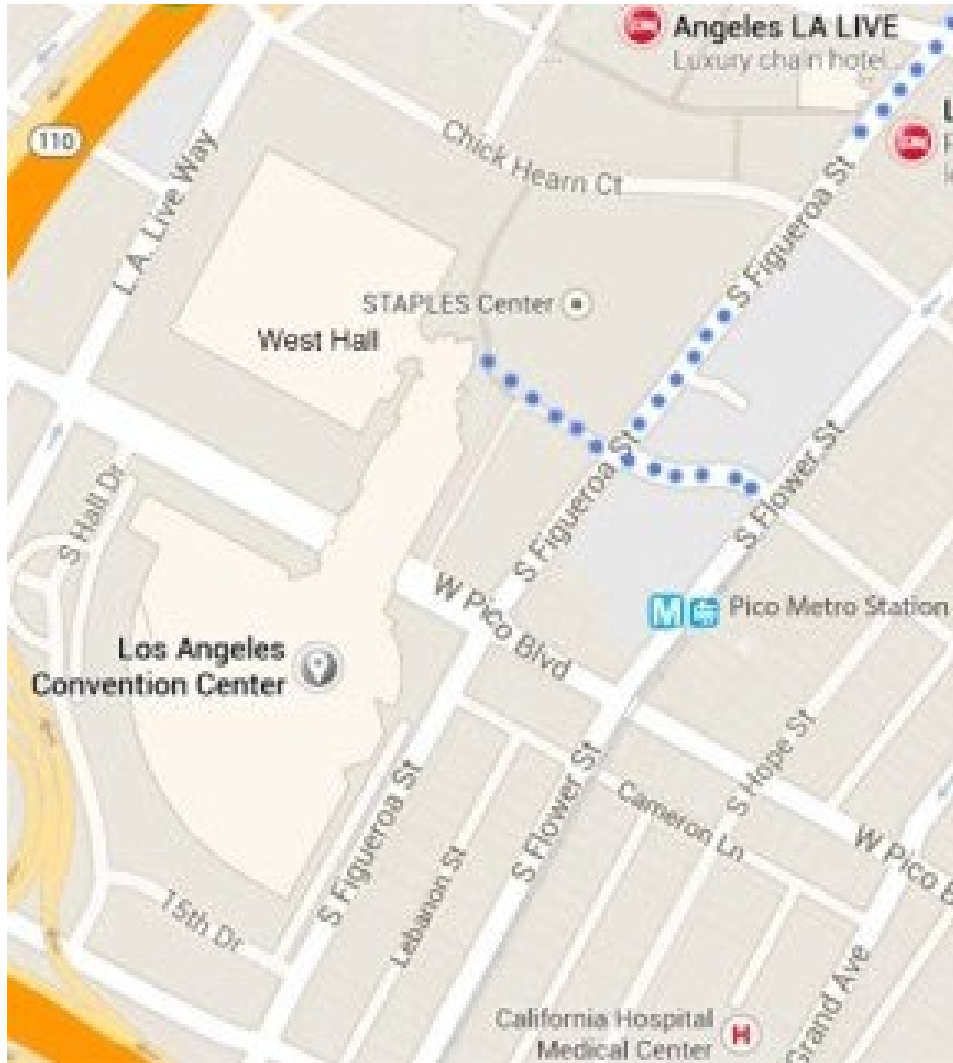 Angeles LA LIVE
Luxury chain hotel...
L
110
Chick Hearn Ct
L.A. Live Way
S Figueroa St
STAPLES Center
West Hall
S Hall Dr
S Figueroa St
S Flower St
W Pico Blvd
M
Pico Metro Station
Los Angeles
Convention Center
S Hope St
S Flower St
Cameron Ln
S Figueroa St
W Pico B
Lebanon St
15th Dr
Grand Ave
California Hospital
Medical Center
H